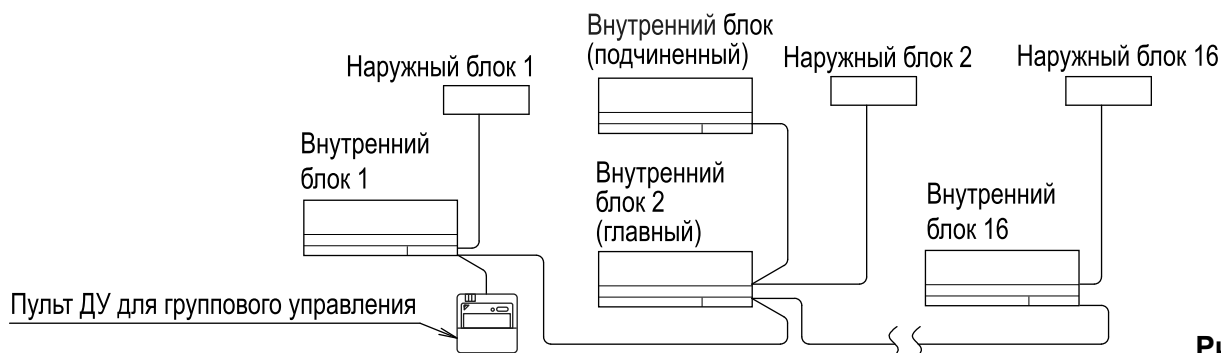 Внутренний блок
(подчиненный)
Наружный блок 1
Наружный блок 2
Наружный блок 16
Внутренний
блок 1
Внутренний
блок 2
(главный)
Внутренний
блок 16
Пульт ДУ для группового управления